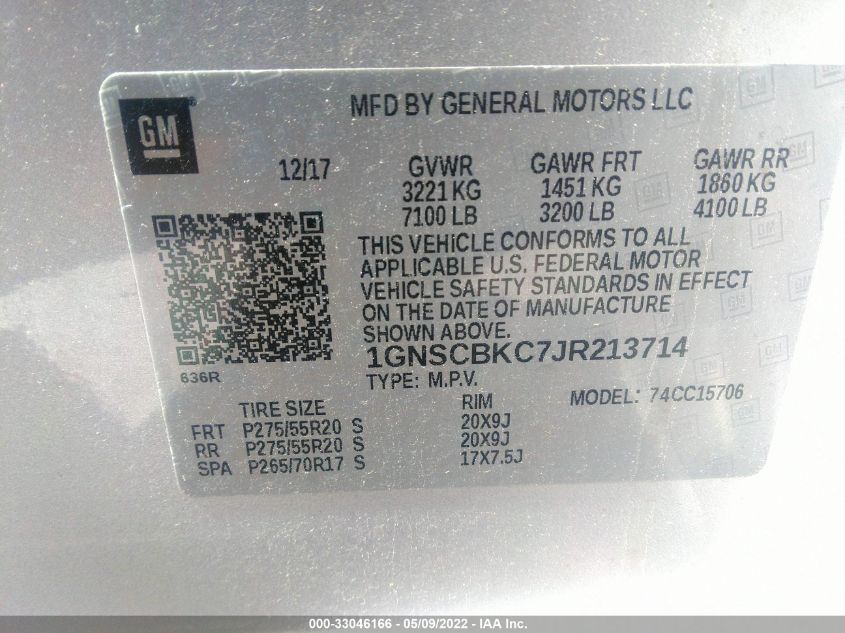 GM
MFD BY GENERAL MOTORS LLC
12/17
GVWR
3221 KG
7100 LB
GAWR FRT
1451 KG
3200 LB
GAWR RR
1860 KG
4100 LB
THIS VEHICLE CONFORMS TO ALL
APPLICABLE U.S. FEDERAL MOTOR
VEHICLE SAFETY STANDARDS IN EFFECT
ON THE DATE OF MANUFACTURE
SHOWN ABOVE.
636R
1GNSCBKC7JR213714
TYPE: M.P.V.
MODEL: 74CC15706
TIRE SIZE RIM
FRT P275/55R20 S 20X9J
RR P275/55R20 S 20X9J
SPA P265/70R17 S 17X7.5J
000-33046166 - 05/09/2022 - IAA Inc.